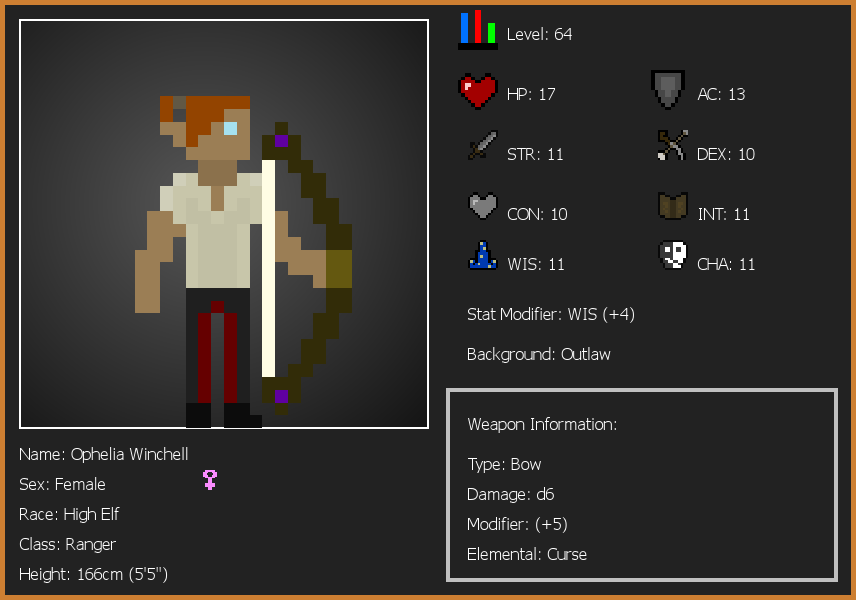 Level: 64
HP: 17
AC: 13
STR: 11
DEX: 10
CON: 10
INT: 11
WIS: 11
CHA: 11
Stat Modifier: WIS (+4)
Background: Outlaw
Weapon Information:
Type: Bow
Damage: d6
Modifier: (+5)
Elemental: Curse
Name: Ophelia Winchell
Sex: Female
Race: High Elf
Class: Ranger
Height: 166cm (5'5")